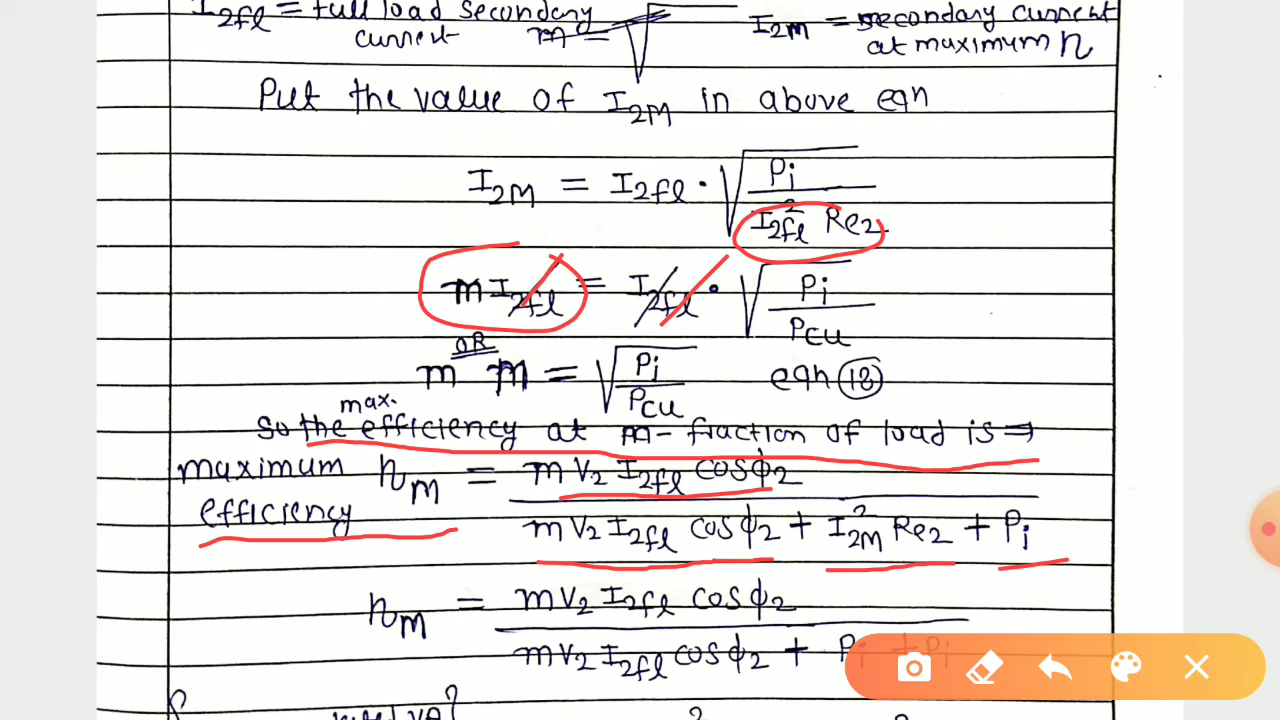 I2fl = full load secondary current
m = √
I2M = secondary current at maximum η
Put the value of I2M in above eqn
I2M = I2fl · √(Pi / I²2fl Re2)
m I2fl = I2fl · √(Pi / Pcu)
OR
m M = √(Pi / Pcu) eqn (18)
max.
So the efficiency at m-fraction of load is ⇒
maximum efficiency ηM = m V2 I2fl cosϕ2 / m V2 I2fl cosϕ2 + I²2M Re2 + Pi
ηM = m V2 I2fl cosϕ2 / m V2 I2fl cosϕ2 + Pi + Pi